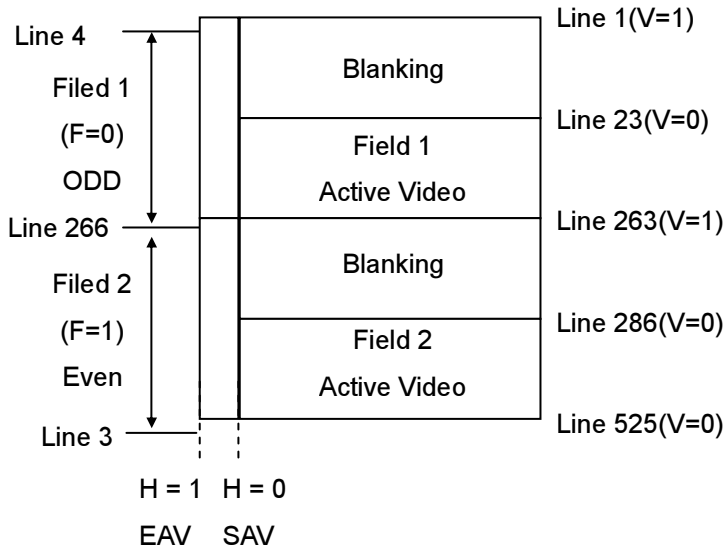 Line 4
Filed 1
(F=0)
ODD
Line 266
Filed 2
(F=1)
Even
Line 3
Blanking
Field 1
Active Video
Blanking
Field 2
Active Video
Line 1(V=1)
Line 23(V=0)
Line 263(V=1)
Line 286(V=0)
Line 525(V=0)
H = 1 H = 0
EAV SAV